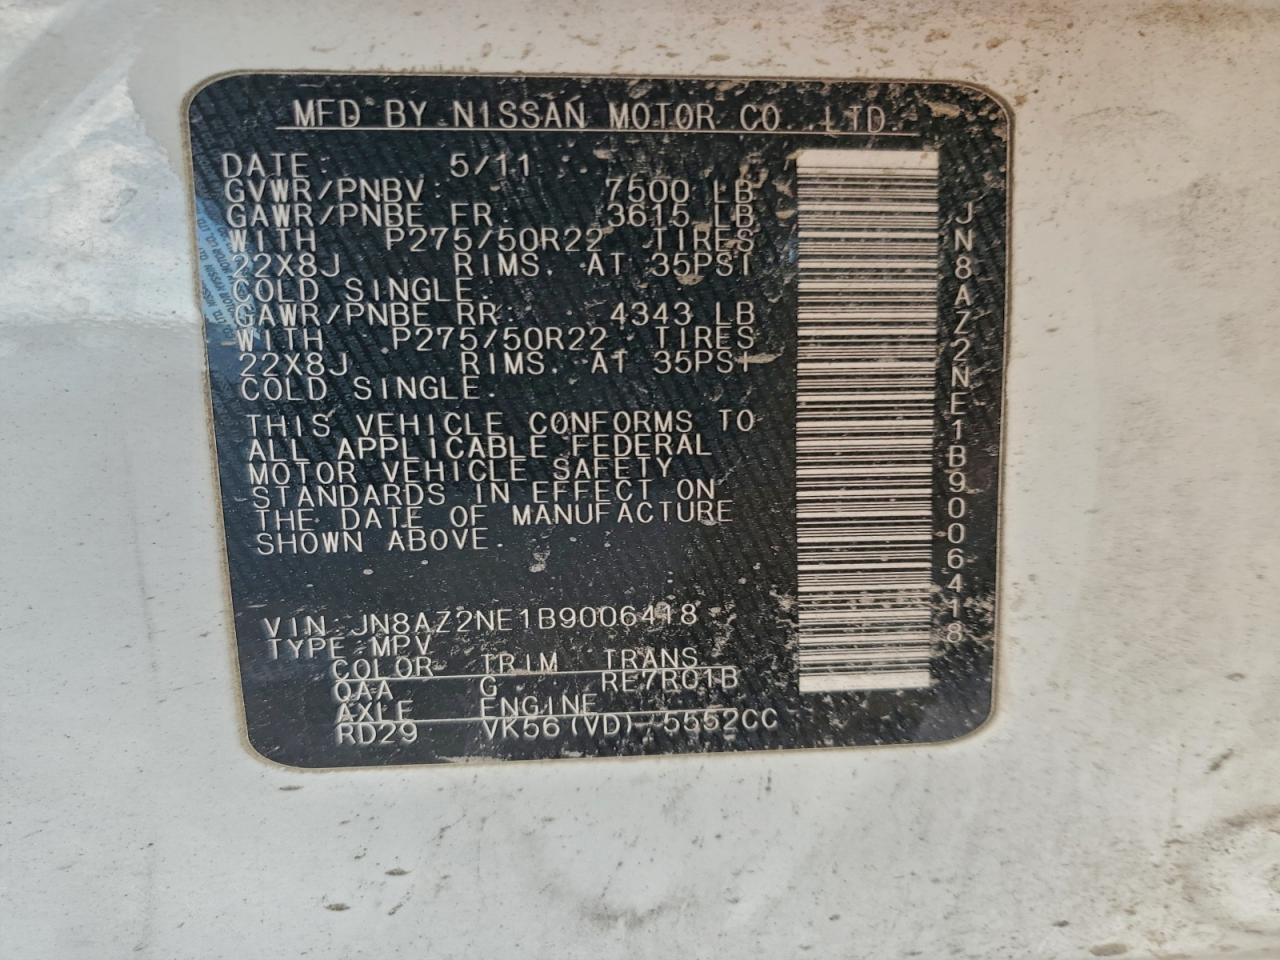 MFD BY NISSAN MOTOR CO., LTD.
DATE: 5/11
GVWR/PNBV: 7500 LB
GAWR/PNBE FR: 3615 LB
WITH P275/50R22 TIRES
22X8J RIMS. AT 35PSI
COLD SINGLE.
GAWR/PNBE RR: 4343 LB
WITH P275/50R22 TIRES
22X8J RIMS. AT 35PSI
COLD SINGLE.
THIS VEHICLE CONFORMS TO
ALL APPLICABLE FEDERAL
MOTOR VEHICLE SAFETY
STANDARDS IN EFFECT ON
THE DATE OF MANUFACTURE
SHOWN ABOVE.
VIN JN8AZ2NE1B9006418
TYPE MPV
COLOR TRIM TRANS
QAA G RE7R01B
AXLE ENGINE
RD29 VK56(VD) 5552CC
JN8AZ2NE1B9006418